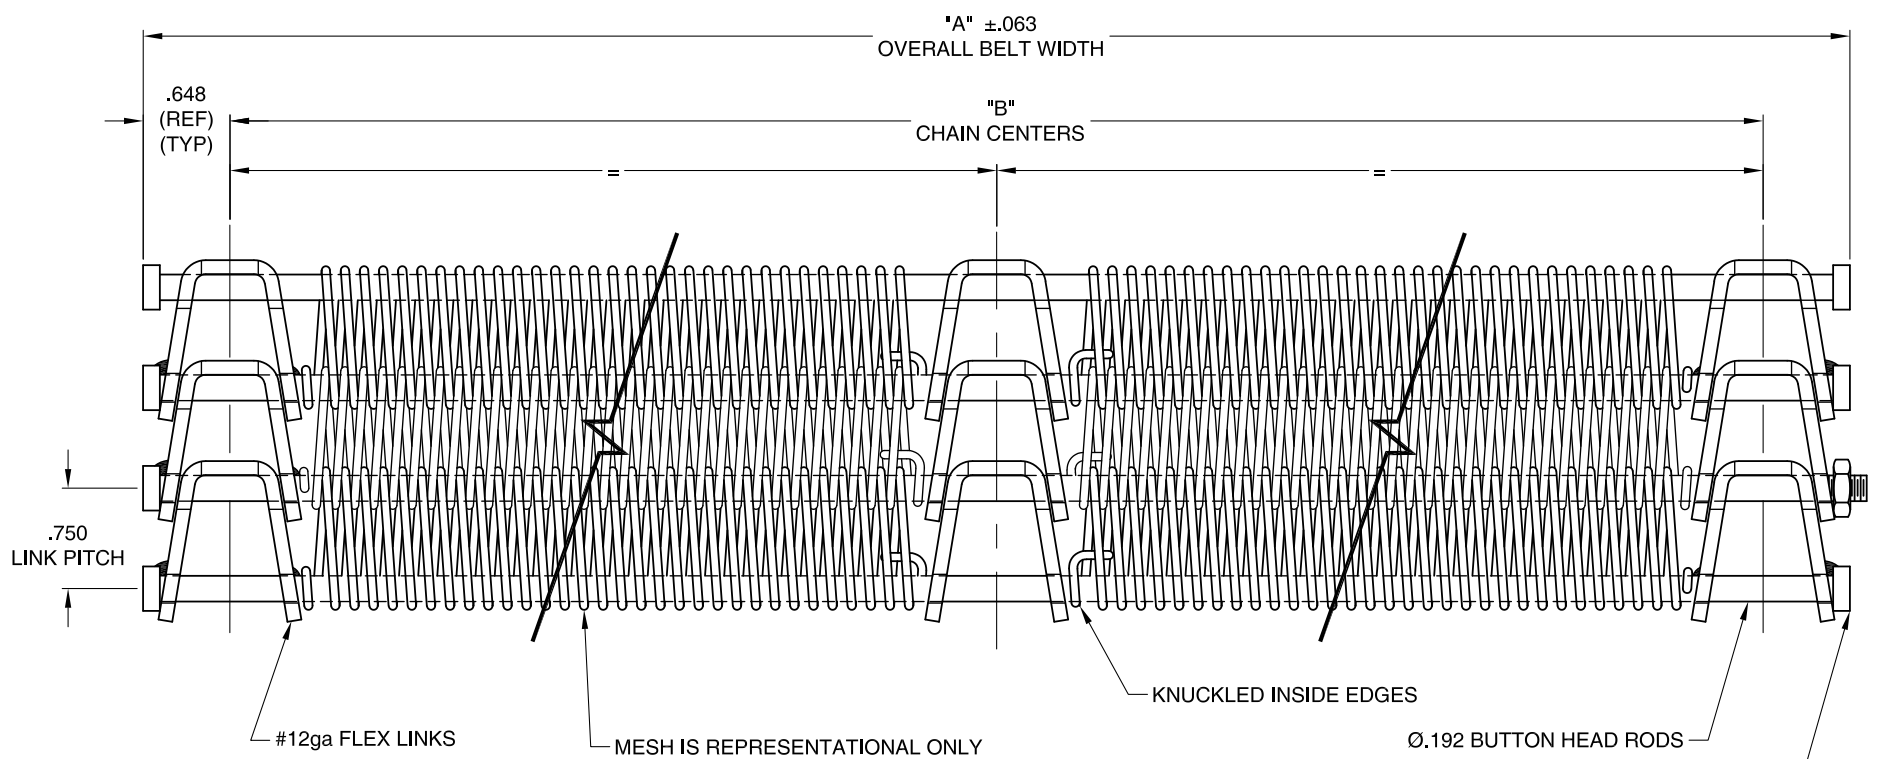 "A" ±.063
OVERALL BELT WIDTH
.648
(REF)
(TYP)
"B"
CHAIN CENTERS
=
=
.750
LINK PITCH
KNUCKLED INSIDE EDGES
#12ga FLEX LINKS
MESH IS REPRESENTATIONAL ONLY
Ø.192 BUTTON HEAD RODS